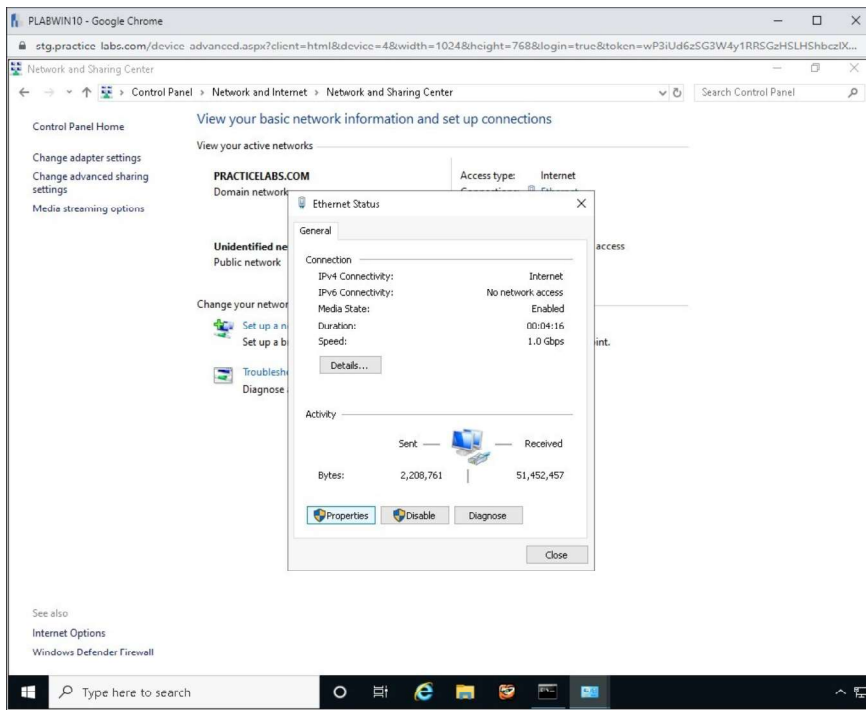 PLABWIN10 - Google Chrome
stg.practice-labs.com/device-advanced.aspx?client=html&device=4&width=1024&height=768&login=true&token=wP3iUd6zSG3W4y1RRSGzHSLHShbczIX...
Network and Sharing Center
Control Panel > Network and Internet > Network and Sharing Center
Search Control Panel
Control Panel Home
Change adapter settings
Change advanced sharing
settings
Media streaming options
View your basic network information and set up connections
View your active networks
PRACTICELABS.COM
Domain network
Access type: Internet
Unidentified ne
Public network
access
Change your networ
Set up a n
Set up a b
int.
Troublesh
Diagnose
Ethernet Status
General
Connection
IPv4 Connectivity: Internet
IPv6 Connectivity: No network access
Media State: Enabled
Duration: 00:04:16
Speed: 1.0 Gbps
Details...
Activity
Sent — — Received
Bytes: 2,208,761 | 51,452,457
Properties
Disable
Diagnose
Close
See also
Internet Options
Windows Defender Firewall
Type here to search